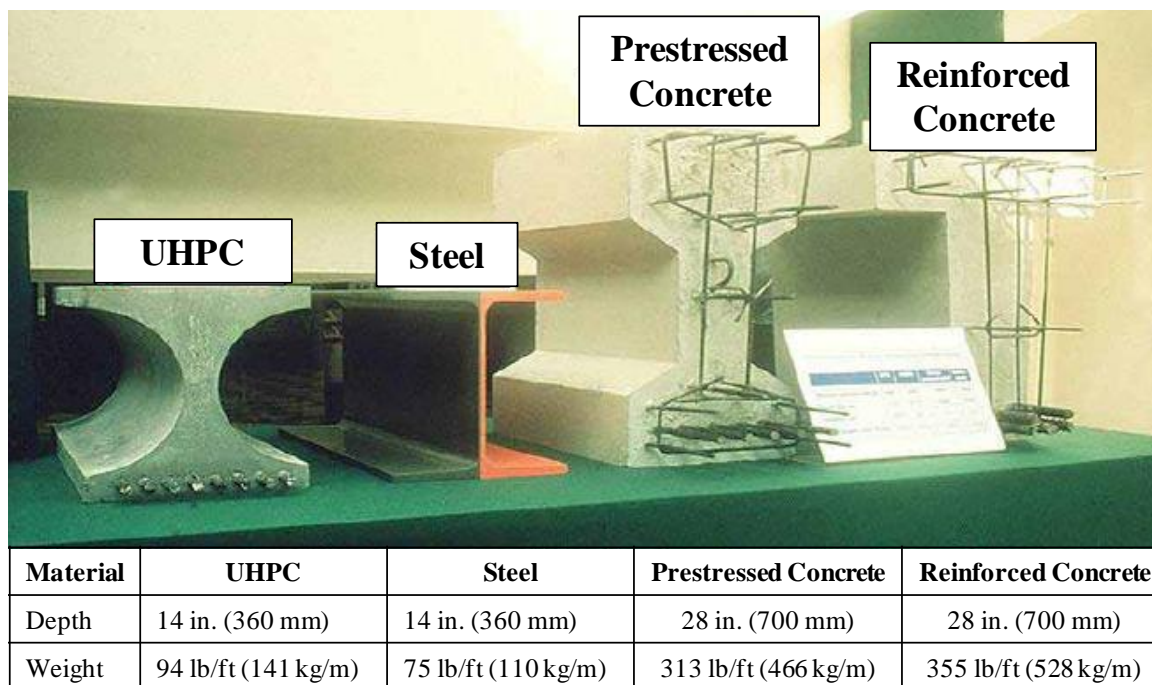 Prestressed
Concrete
Reinforced
Concrete
UHPC
Steel
Material UHPC Steel Prestressed Concrete Reinforced Concrete
Depth 14 in. (360 mm) 14 in. (360 mm) 28 in. (700 mm) 28 in. (700 mm)
Weight 94 lb/ft (141 kg/m) 75 lb/ft (110 kg/m) 313 lb/ft (466 kg/m) 355 lb/ft (528 kg/m)